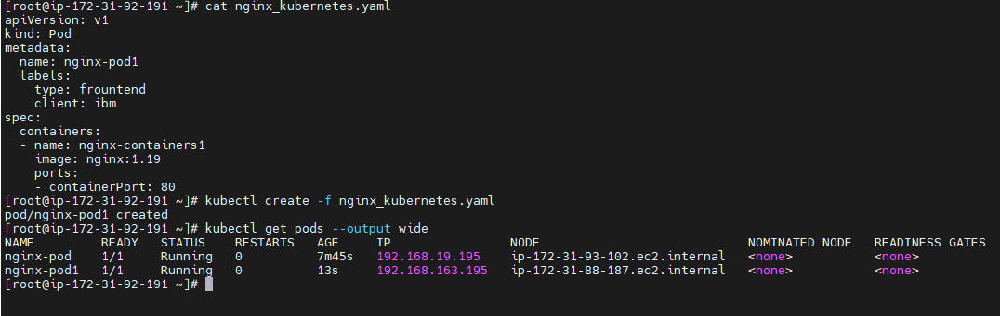 [root@ip-172-31-92-191 ~]# cat nginx_kubernetes.yaml
apiVersion: v1
kind: Pod
metadata:
  name: nginx-pod1
  labels:
    type: frountend
    client: ibm
spec:
  containers:
  - name: nginx-containers1
    image: nginx:1.19
    ports:
    - containerPort: 80
[root@ip-172-31-92-191 ~]# kubectl create -f nginx_kubernetes.yaml
pod/nginx-pod1 created
[root@ip-172-31-92-191 ~]# kubectl get pods --output wide
NAME         READY   STATUS    RESTARTS   AGE     IP                NODE                            NOMINATED NODE   READINESS GATES
nginx-pod    1/1     Running   0          7m45s   192.168.19.195    ip-172-31-93-102.ec2.internal   <none>           <none>
nginx-pod1   1/1     Running   0          13s     192.168.163.195   ip-172-31-88-187.ec2.internal   <none>           <none>
[root@ip-172-31-92-191 ~]#